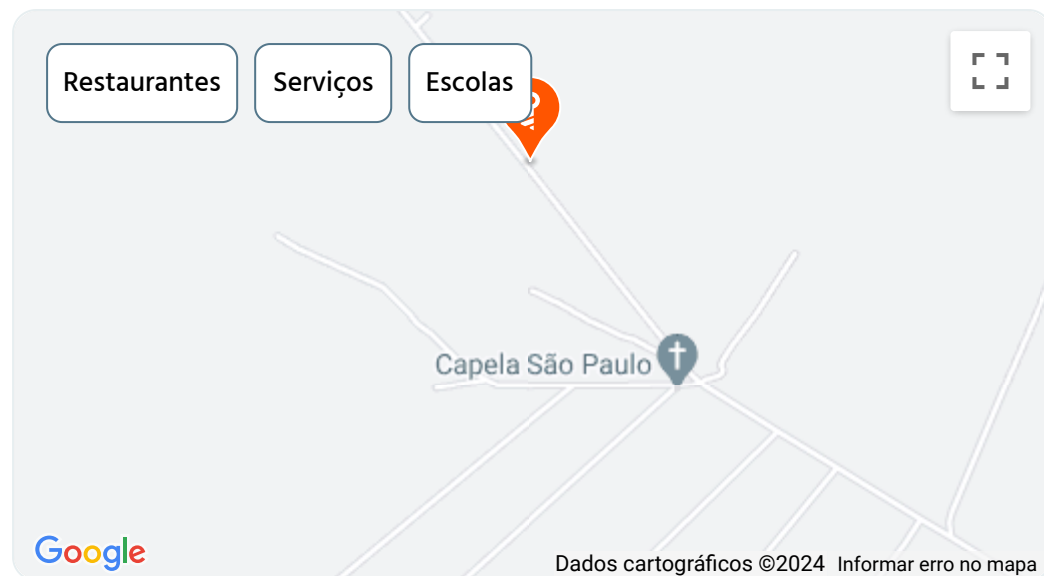 Restaurantes
Serviços
Escolas
Capela São Paulo
Google
Dados cartográficos ©2024
Informar erro no mapa